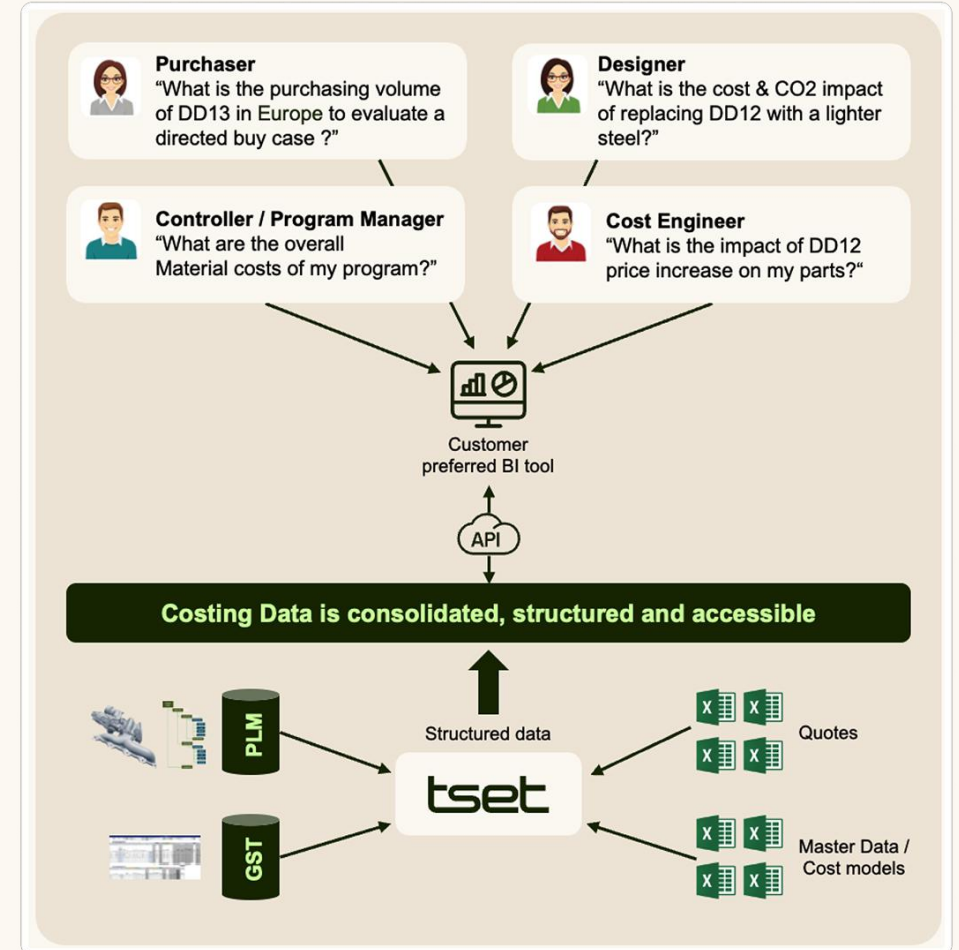 Purchaser
“What is the purchasing volume
of DD13 in Europe to evaluate a
directed buy case ?”
Designer
“What is the cost & CO2 impact
of replacing DD12 with a lighter
steel?”
Controller / Program Manager
“What are the overall
Material costs of my program?”
Cost Engineer
“What is the impact of DD12
price increase on my parts?“
Customer
preferred BI tool
API
Costing Data is consolidated, structured and accessible
Structured data
PLM
GST
tset
X
X
X
X
Quotes
X
X
X
X
Master Data /
Cost models